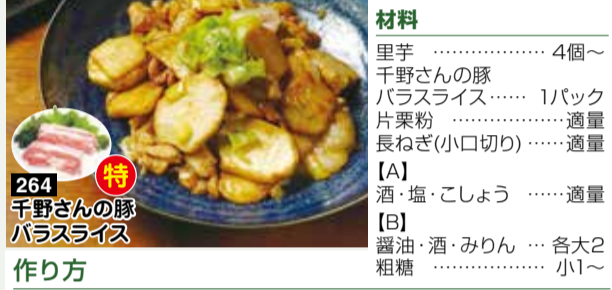 264
特
千野さんの豚
バラスライス
材料
里芋 ……………… 4個～
千野さんの豚
バラスライス…… 1パック
片栗粉 ………………適量
長ねぎ(小口切り) ……適量
【A】
酒・塩・こしょう ……適量
【B】
醤油・酒・みりん … 各大2
粗糖 ……………… 小1～
作り方